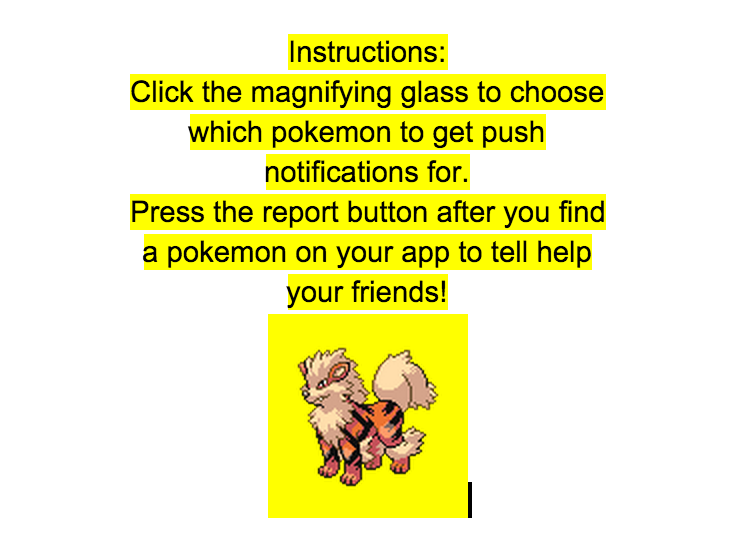 Instructions:
Click the magnifying glass to choose
which pokemon to get push
notifications for.
Press the report button after you find
a pokemon on your app to tell help
your friends!